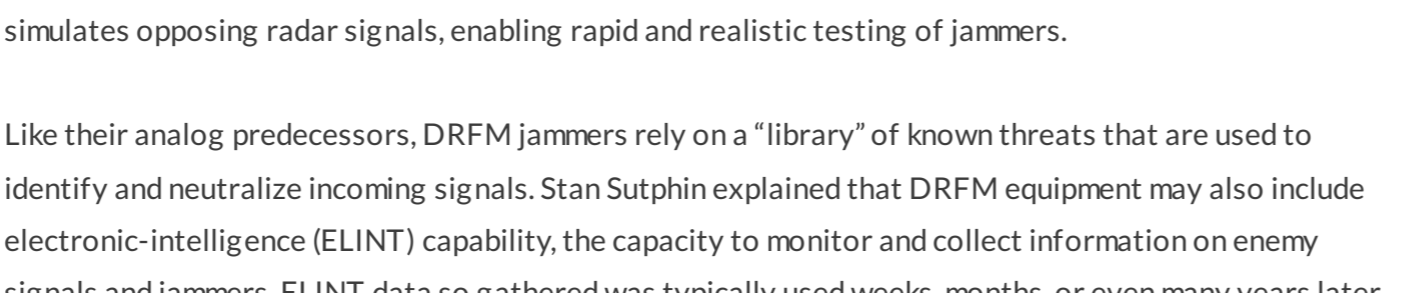 simulates opposing radar signals, enabling rapid and realistic testing of jammers.
Like their analog predecessors, DRFM jammers rely on a “library” of known threats that are used to
identify and neutralize incoming signals. Stan Sutphin explained that DRFM equipment may also include
electronic-intelligence (ELINT) capability, the capacity to monitor and collect information on enemy
signals and jammers. ELINT data so gathered was typically used weeks, months, or even many years later